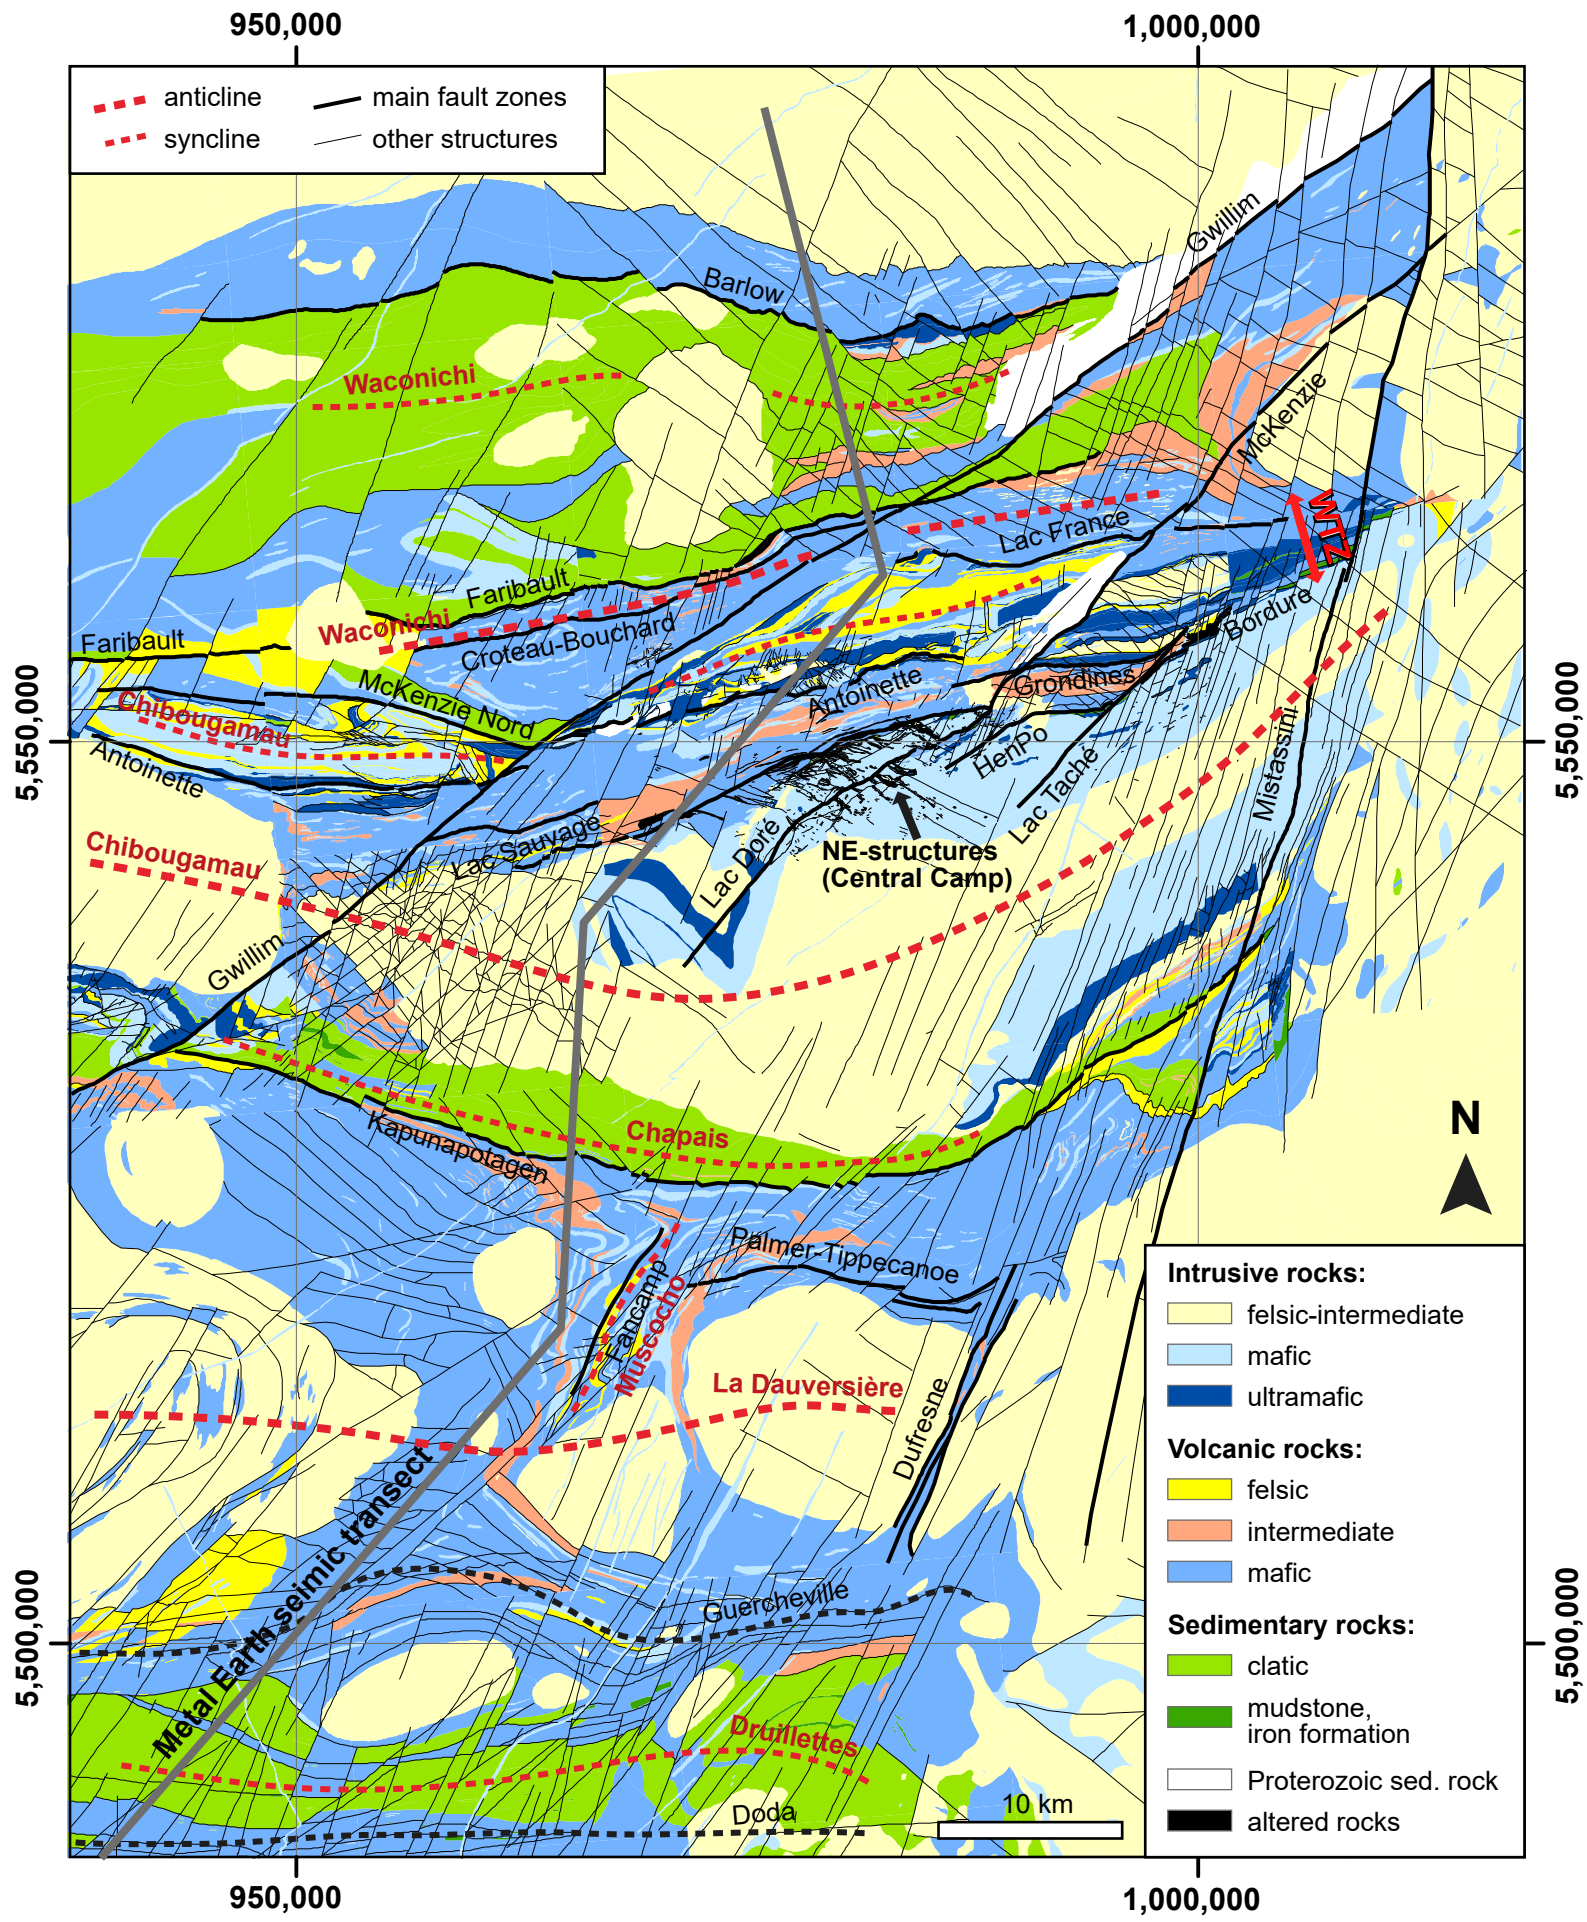 950,000
1,000,000
anticline
main fault zones
syncline
other structures
Gwillim
Barlow
Waconichi
McKenzie
WTZ
Lac France
Faribault
Waconichi
Croteau-Bouchard
Faribault
Bordure
McKenzie Nord
Antoinette
Grondines
Chibougamau
5,550,000
5,550,000
Antoinette
HenPo
Mistassini
Lac Taché
Chibougamau
Lac Sauvage
Lac Doré
NE-structures
(Central Camp)
Gwillim
N
Chapais
Kapunapotagen
Palmer-Tippecanoe
Fancamp
Muscocho
La Dauversière
Dufresne
Metal Earth seimic transect
Guercheville
5,500,000
5,500,000
Druillettes
Doda
10 km
Intrusive rocks:
felsic-intermediate
mafic
ultramafic
Volcanic rocks:
felsic
intermediate
mafic
Sedimentary rocks:
clatic
mudstone,
iron formation
Proterozoic sed. rock
altered rocks
950,000
1,000,000